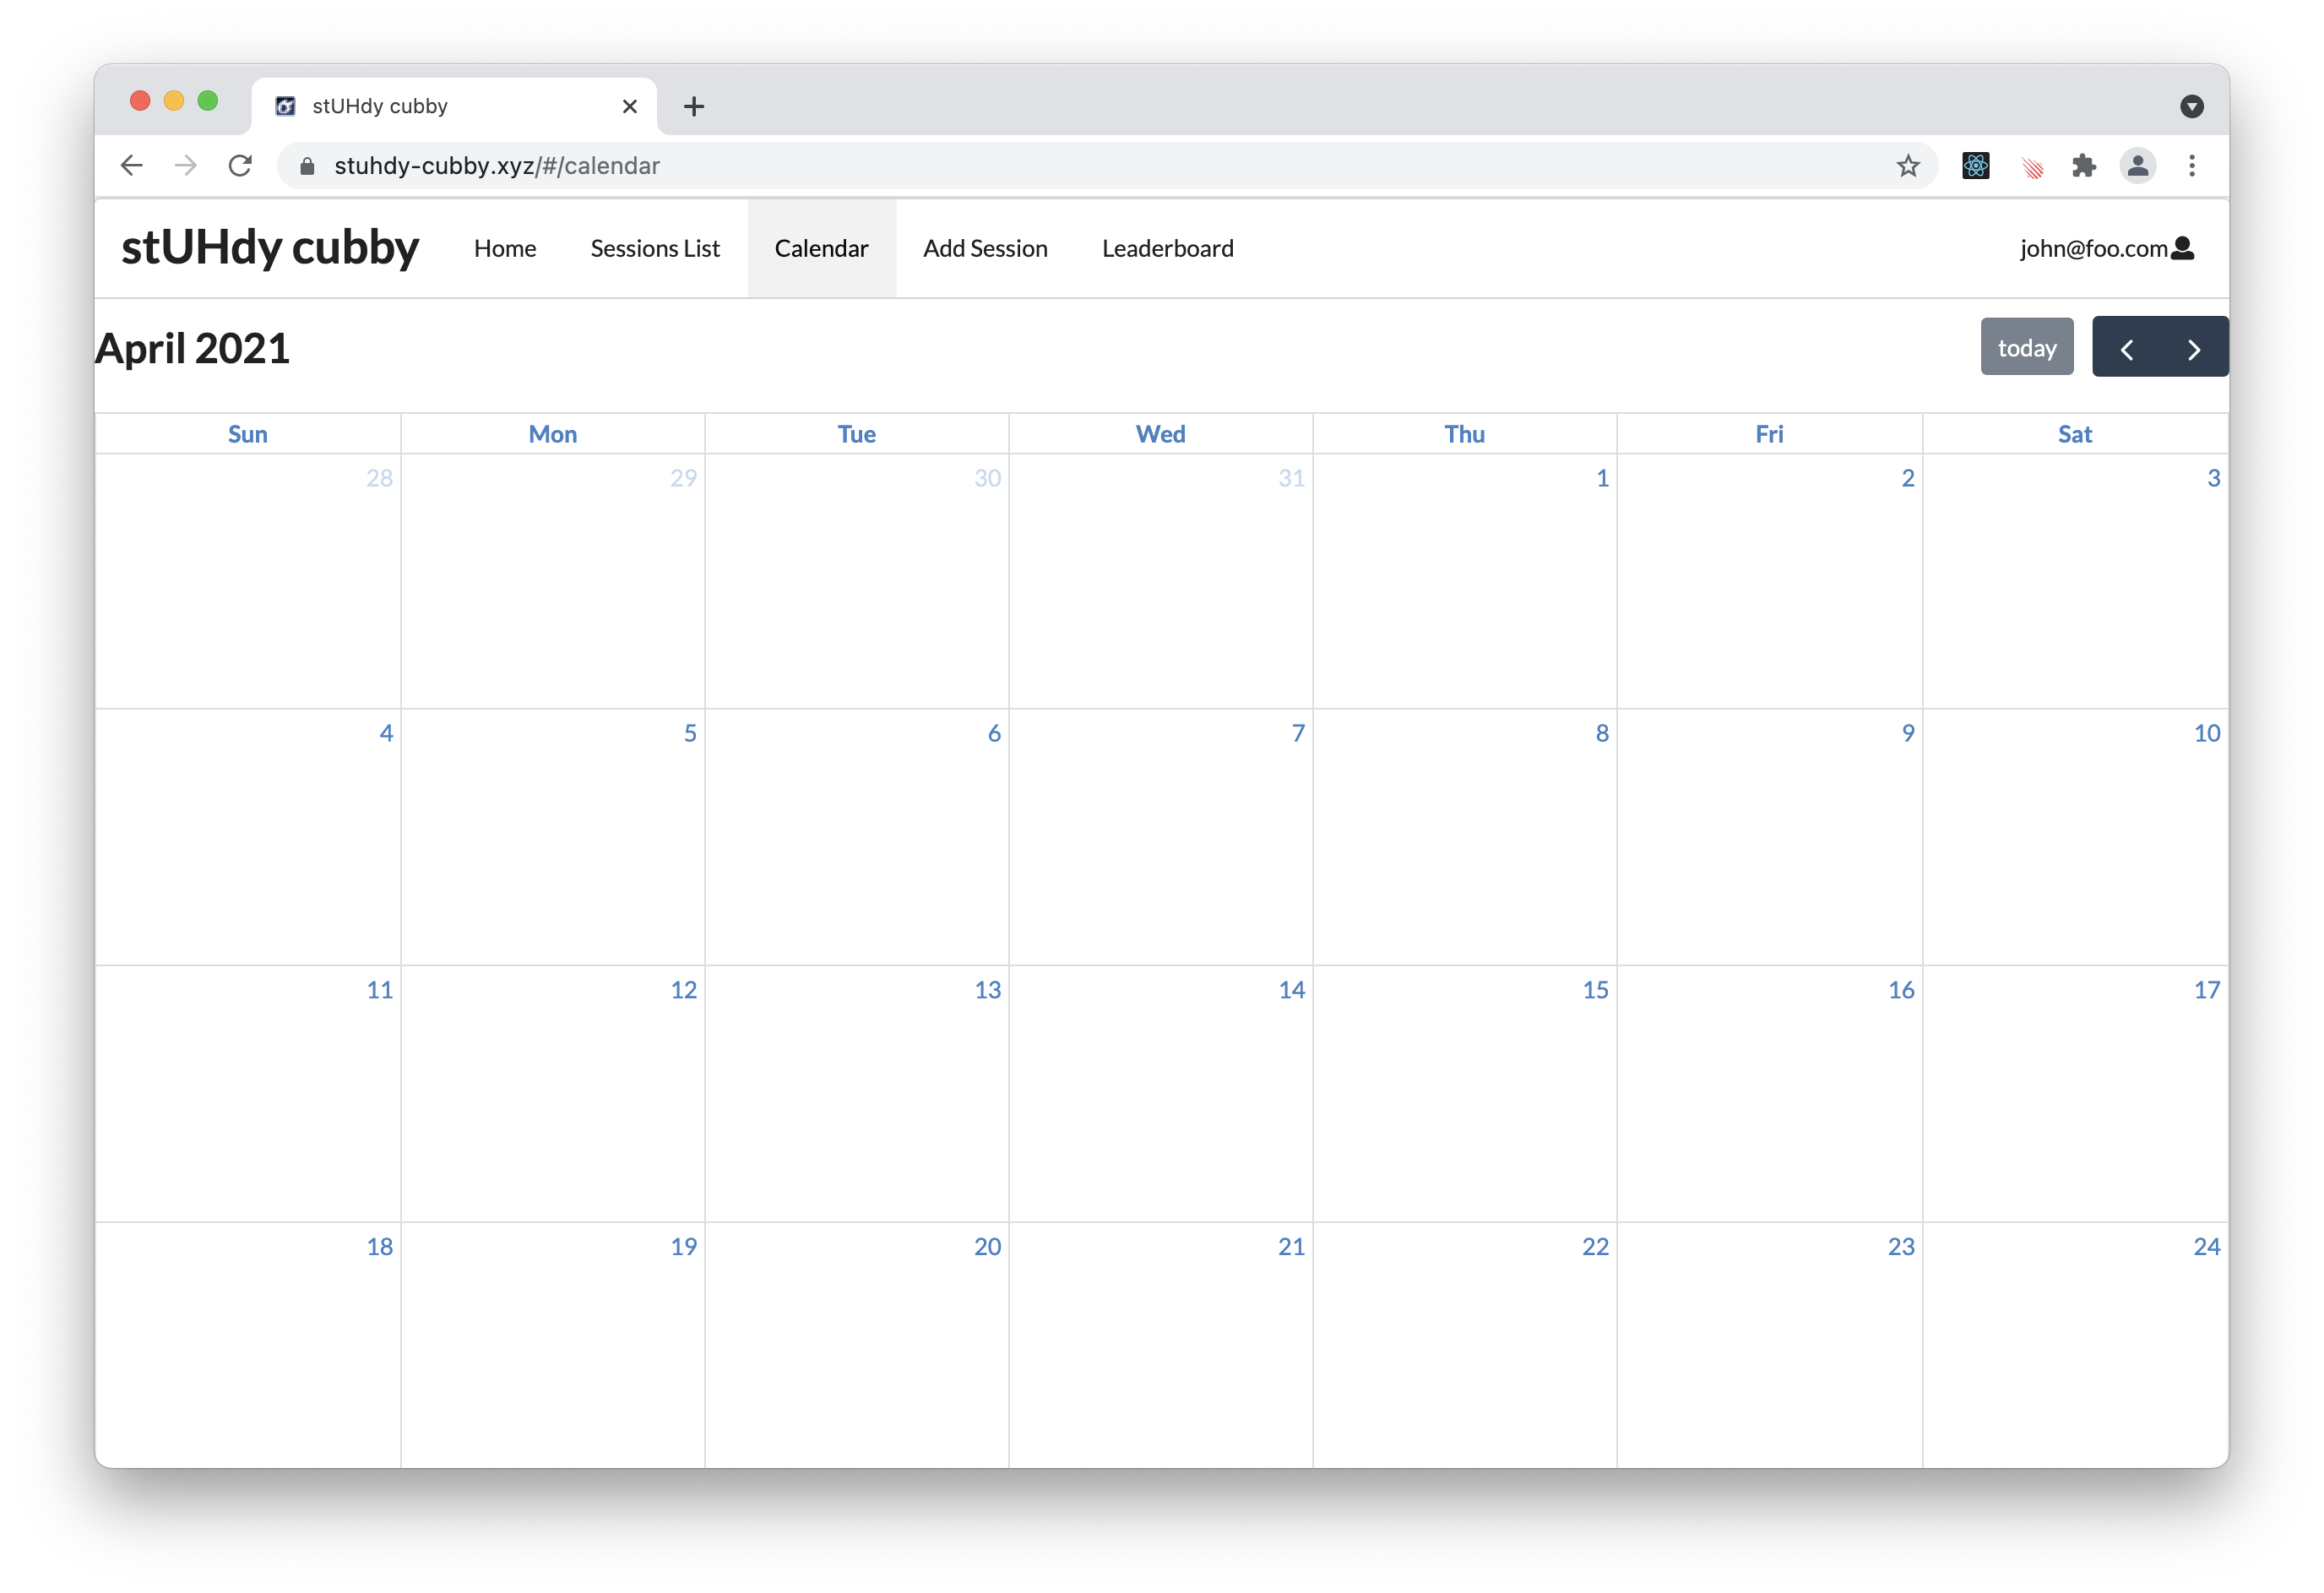 stUHdy cubby
stuhdy-cubby.xyz/#/calendar
stUHdy cubby Home Sessions List Calendar Add Session Leaderboard john@foo.com
April 2021 today
Sun Mon Tue Wed Thu Fri Sat
28 29 30 31 1 2 3
4 5 6 7 8 9 10
11 12 13 14 15 16 17
18 19 20 21 22 23 24